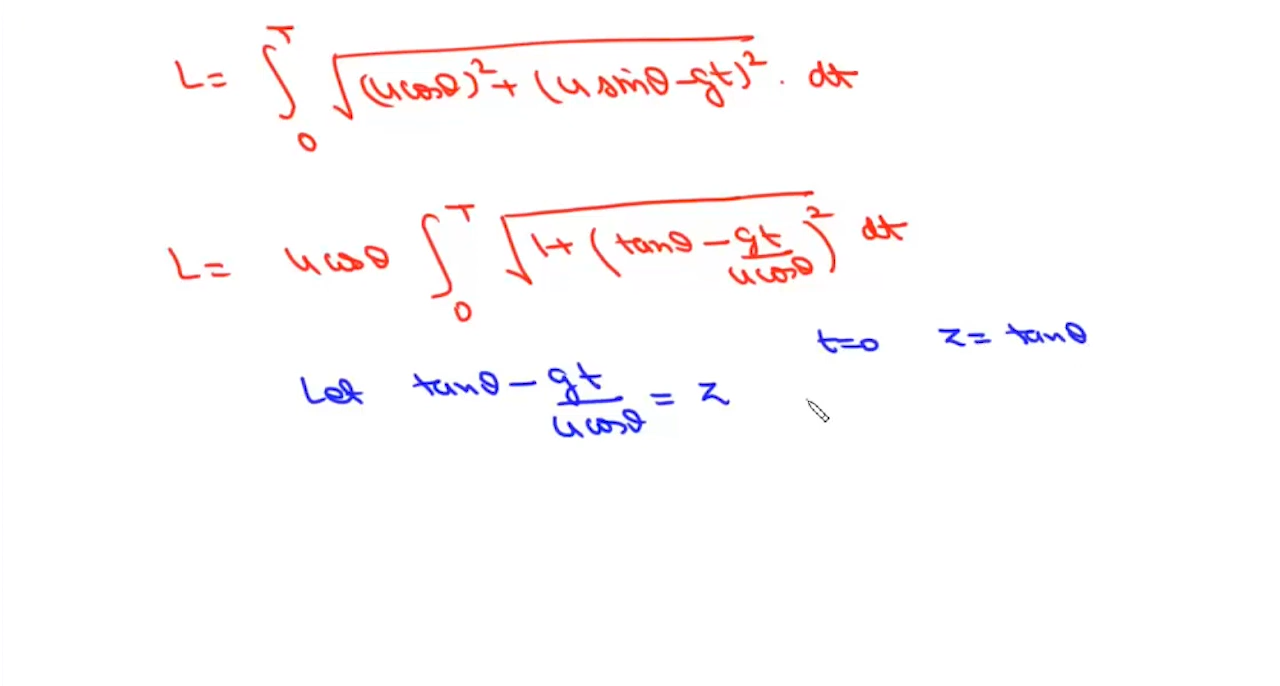 L = ∫₀ᵀ √((u cosθ)² + (u sinθ - gt)²) . dt
L = u cosθ ∫₀ᵀ √(1 + (tanθ - gt/(u cosθ))²) dt
t=0 z = tanθ
Let tanθ - gt/(u cosθ) = z